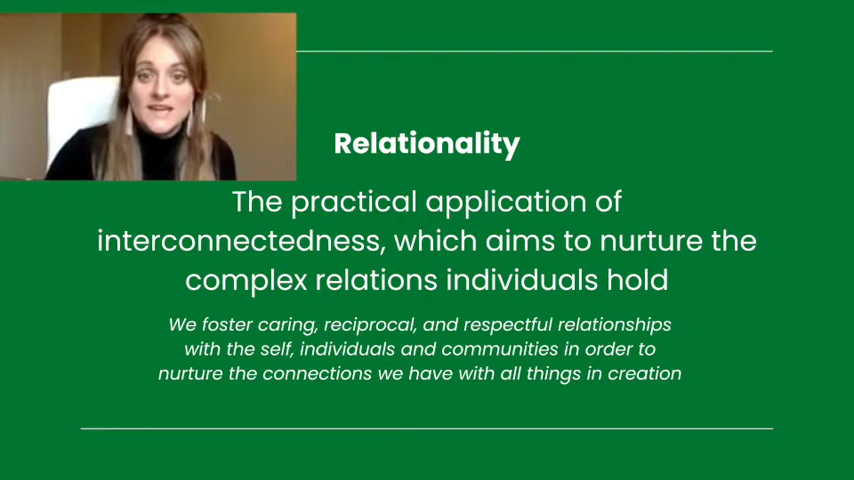 Relationality
The practical application of
interconnectedness, which aims to nurture the
complex relations individuals hold
We foster caring, reciprocal, and respectful relationships
with the self, individuals and communities in order to
nurture the connections we have with all things in creation